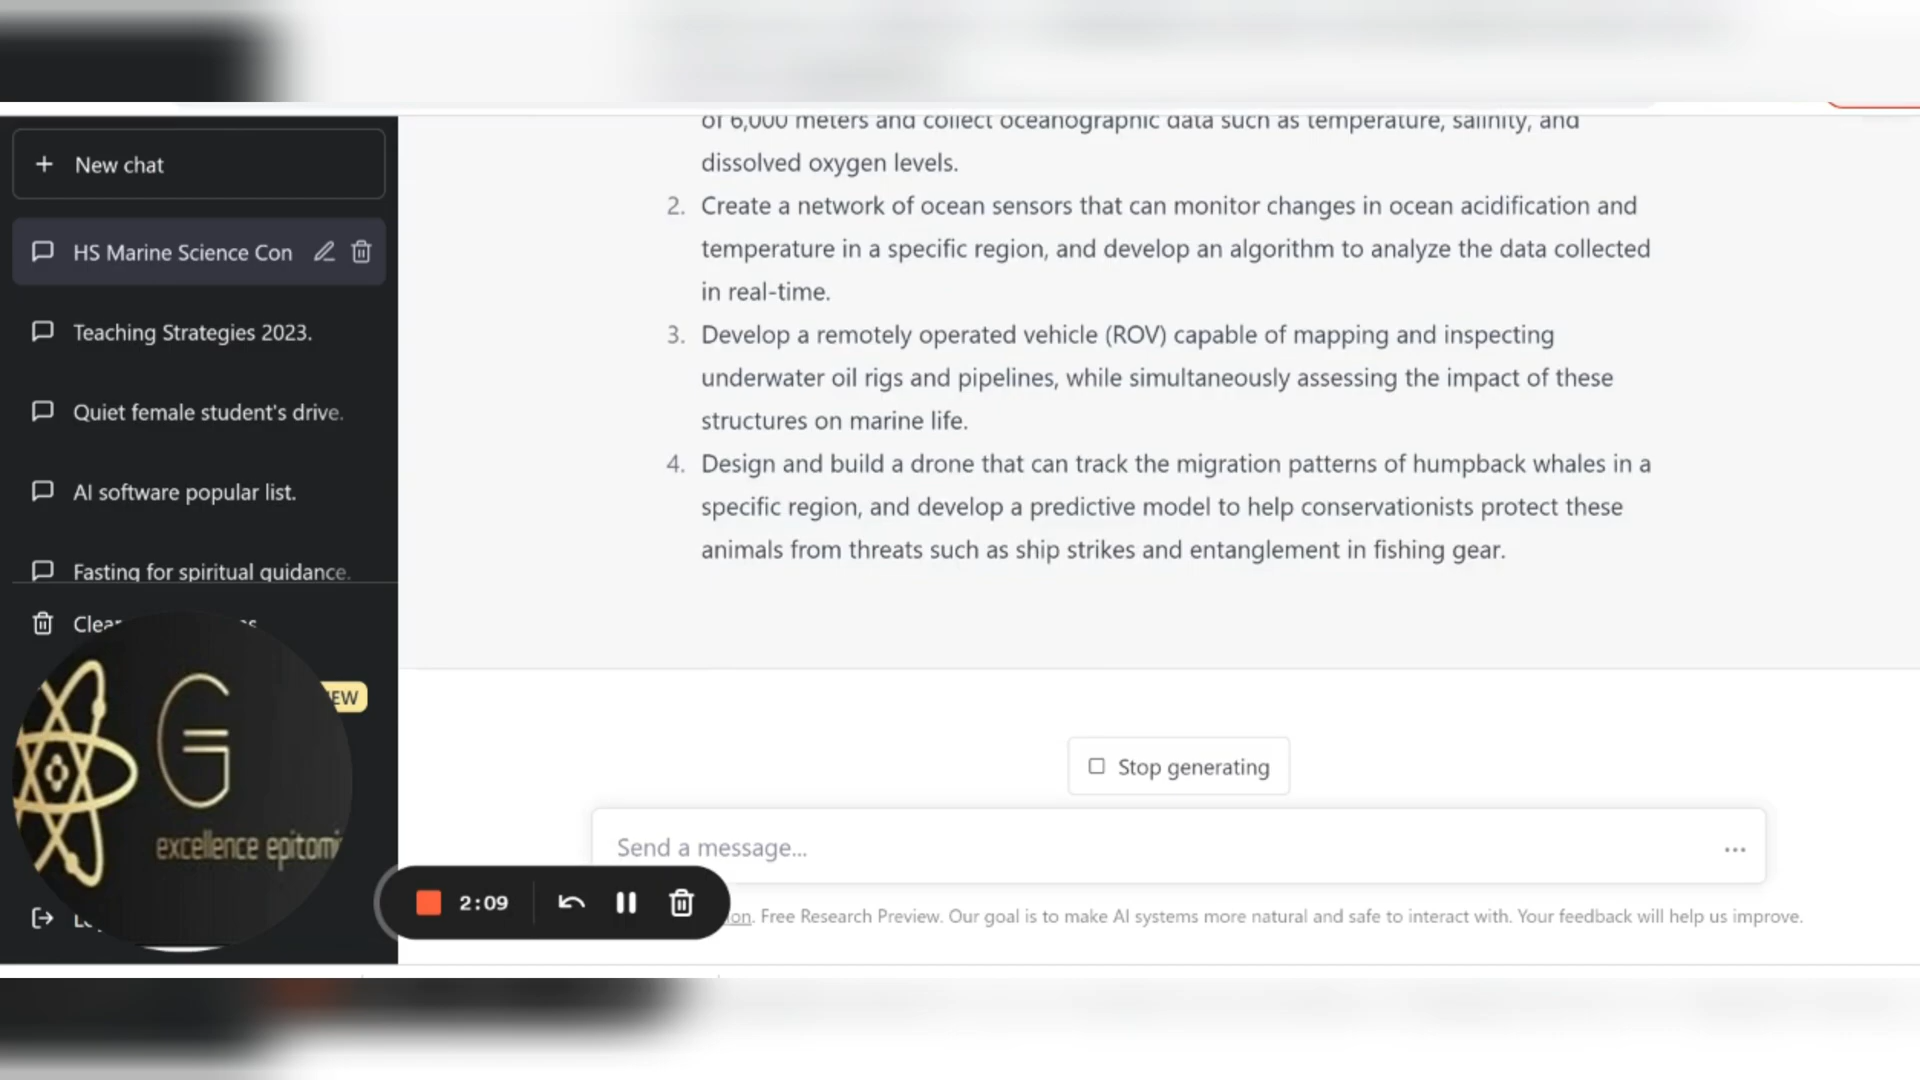 of 6,000 meters and collect oceanographic data such as temperature, salinity, and
dissolved oxygen levels.
2. Create a network of ocean sensors that can monitor changes in ocean acidification and
temperature in a specific region, and develop an algorithm to analyze the data collected
in real-time.
3. Develop a remotely operated vehicle (ROV) capable of mapping and inspecting
underwater oil rigs and pipelines, while simultaneously assessing the impact of these
structures on marine life.
4. Design and build a drone that can track the migration patterns of humpback whales in a
specific region, and develop a predictive model to help conservationists protect these
animals from threats such as ship strikes and entanglement in fishing gear.
+ New chat
HS Marine Science Con
Teaching Strategies 2023.
Quiet female student's drive.
AI software popular list.
Fasting for spiritual guidance.
G
excellence
2:09
Stop generating
Send a message...
Free Research Preview. Our goal is to make AI systems more natural and safe to interact with. Your feedback will help us improve.